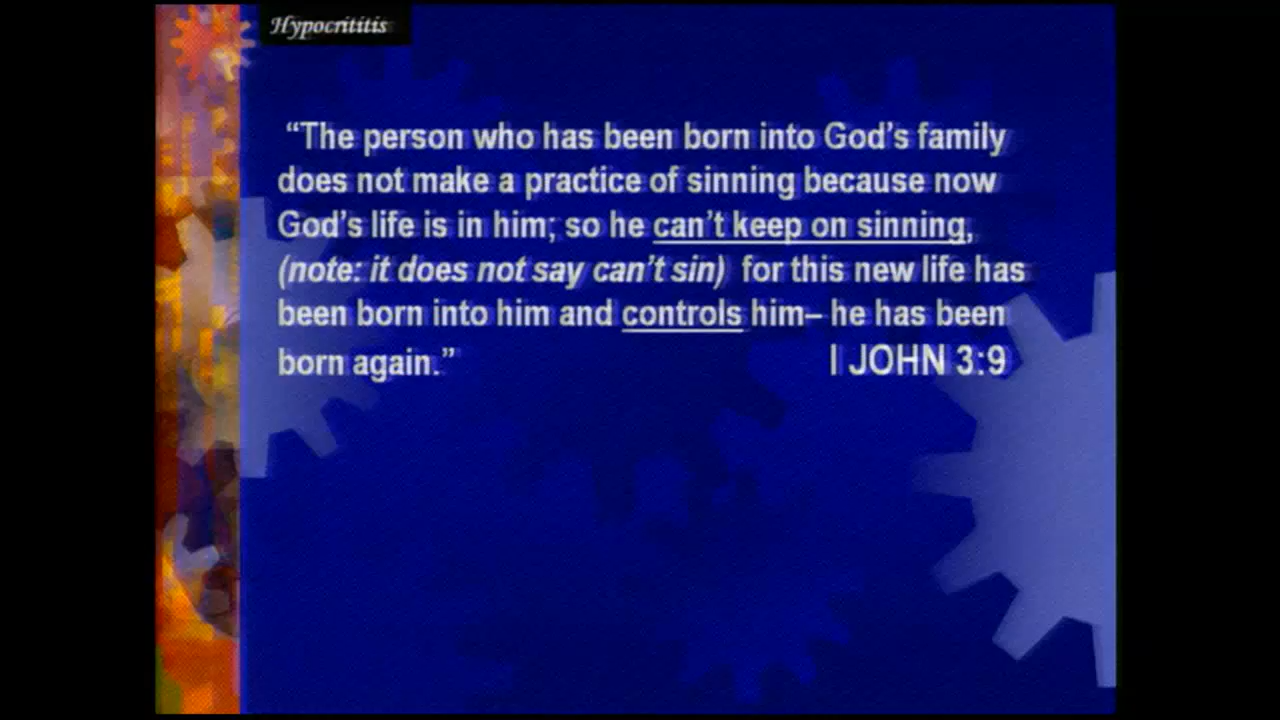 Hypocrititis
“The person who has been born into God’s family
does not make a practice of sinning because now
God’s life is in him; so he can’t keep on sinning,
(note: it does not say can’t sin) for this new life has
been born into him and controls him– he has been
born again.” I JOHN 3:9